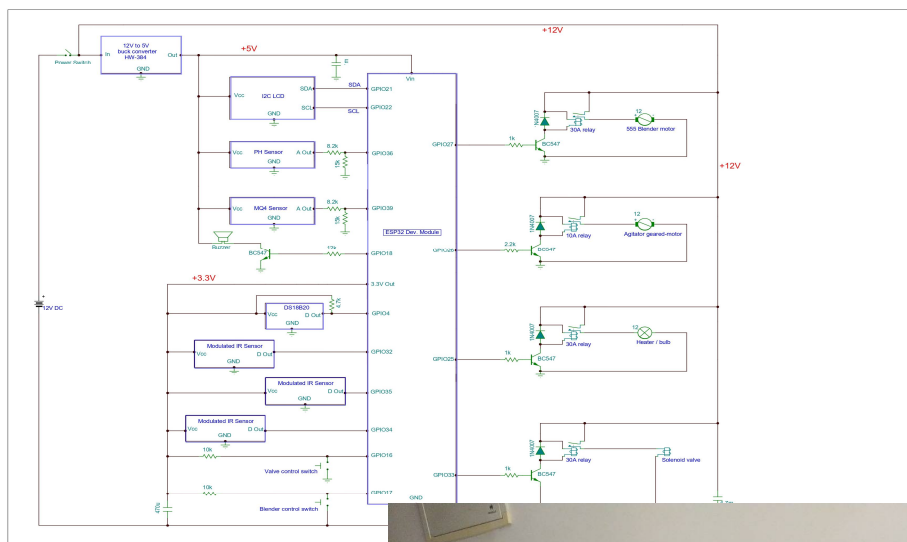 +12V
12V to 5V
buck converter
HW-384
In
Out
GND
Power Switch
+5V
Vin
SDA
SCL
I2C LCD
Vcc
GND
SDA
SCL
GPIO21
GPIO22
PH Sensor
Vcc
A Out
GND
8.2k
15k
GPIO36
MQ4 Sensor
Vcc
A Out
GND
8.2k
15k
GPIO39
ESP32 Dev. Module
Buzzer
BC547
GPIO18
+3.3V
3.3V Out
DS18B20
D Out
GND
4.7k
GPIO4
12V DC
+
Modulated IR Sensor
Vcc
D Out
GND
GPIO32
Modulated IR Sensor
Vcc
D Out
GND
GPIO35
Modulated IR Sensor
Vcc
D Out
GND
GPIO34
10k
GPIO16
Valve control switch
10k
GPIO17
Blender control switch
470u
GND
GPIO27
1k
BC547
1N4007
30A relay
12
555 Blender motor
+12V
GPIO26
2.2k
BC547
1N4007
10A relay
12
Agitator geared-motor
GPIO25
1k
BC547
1N4007
30A relay
12
Heater / bulb
GPIO33
1k
BC547
1N4007
30A relay
Solenoid valve